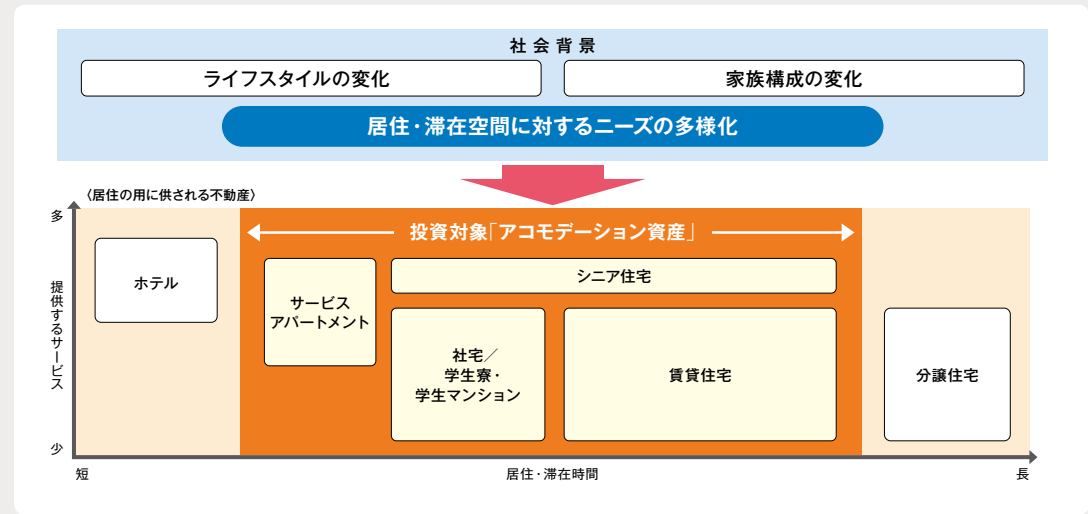 社会背景
ライフスタイルの変化
家族構成の変化
居住・滞在空間に対するニーズの多様化
〈居住の用に供される不動産〉
多
提供するサービス
少
投資対象「アコモデーション資産」
ホテル
サービス
アパートメント
シニア住宅
社宅／
学生寮・
学生マンション
賃貸住宅
分譲住宅
短
居住・滞在時間
長